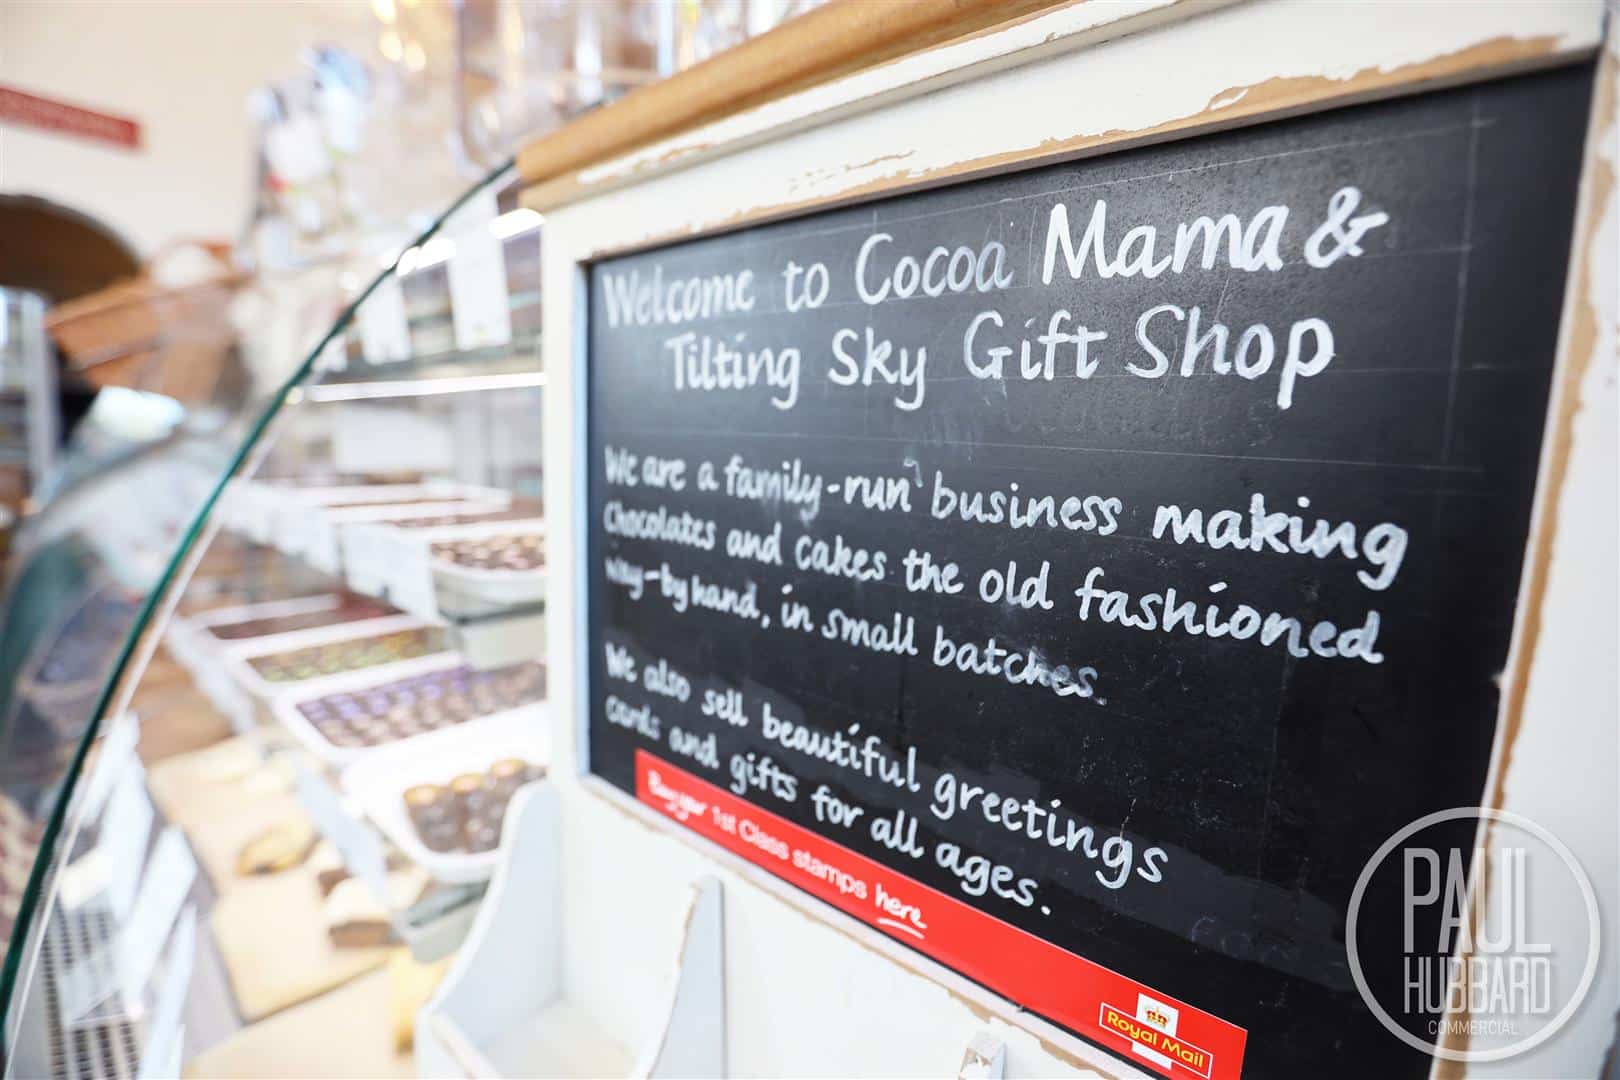 Welcome to Cocoa Mama &
Tilting Sky Gift Shop
We are a family-run business making
Chocolates and cakes the old fashioned
way-by hand, in small batches.
We also sell beautiful greetings
cards and gifts for all ages.
Buy your 1st Class stamps here
Royal Mail
PAUL
HUBBARD
COMMERCIAL